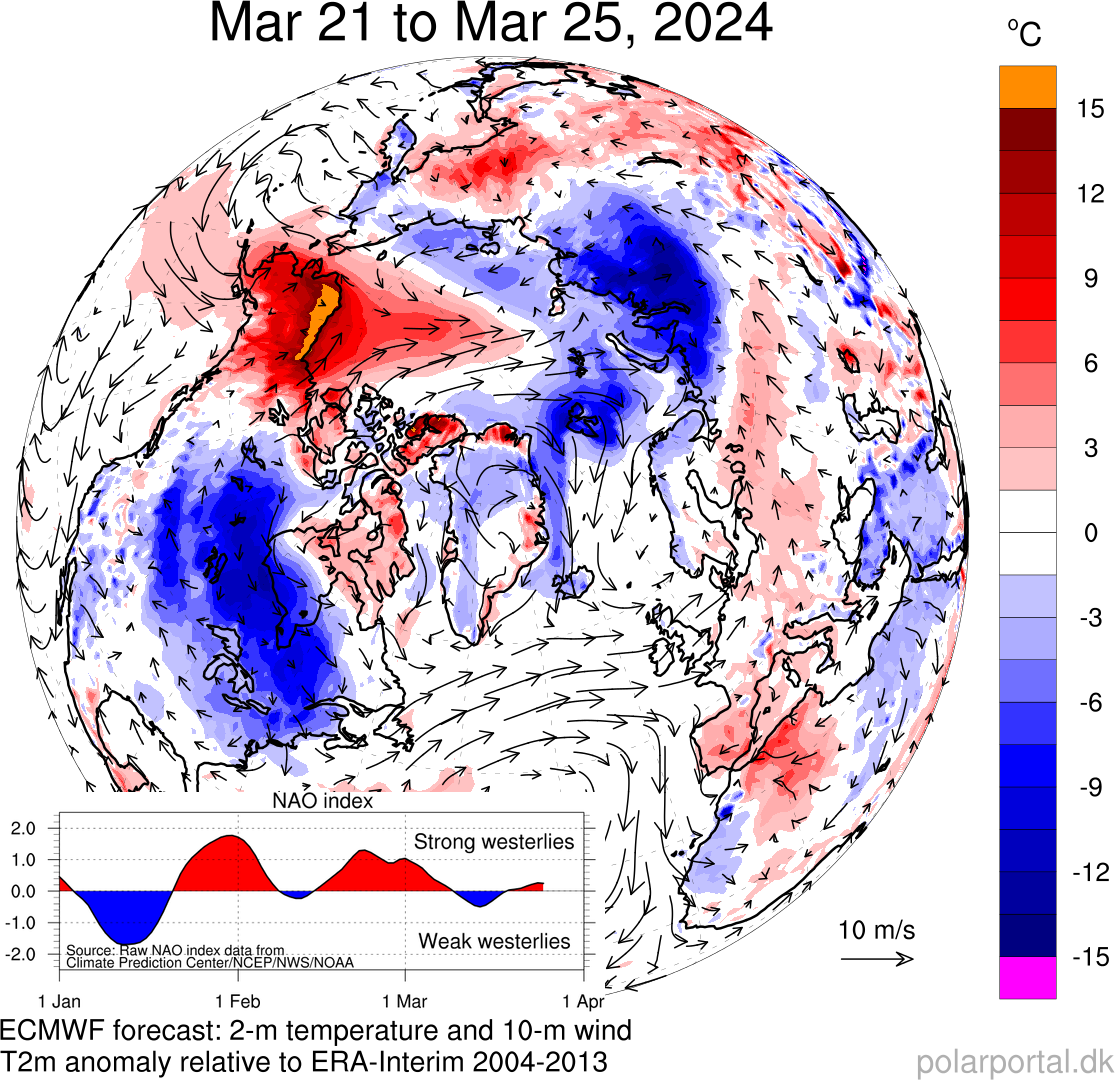 Mar 21 to Mar 25, 2024
°C
15
12
9
6
3
0
-3
-6
-9
-12
-15
NAO index
2.0
1.0
0.0
-1.0
-2.0
Strong westerlies
Weak westerlies
Source: Raw NAO index data from
Climate Prediction Center/NCEP/NWS/NOAA
1 Jan 1 Feb 1 Mar 1 Apr
10 m/s
ECMWF forecast: 2-m temperature and 10-m wind
T2m anomaly relative to ERA-Interim 2004-2013
polarportal.dk